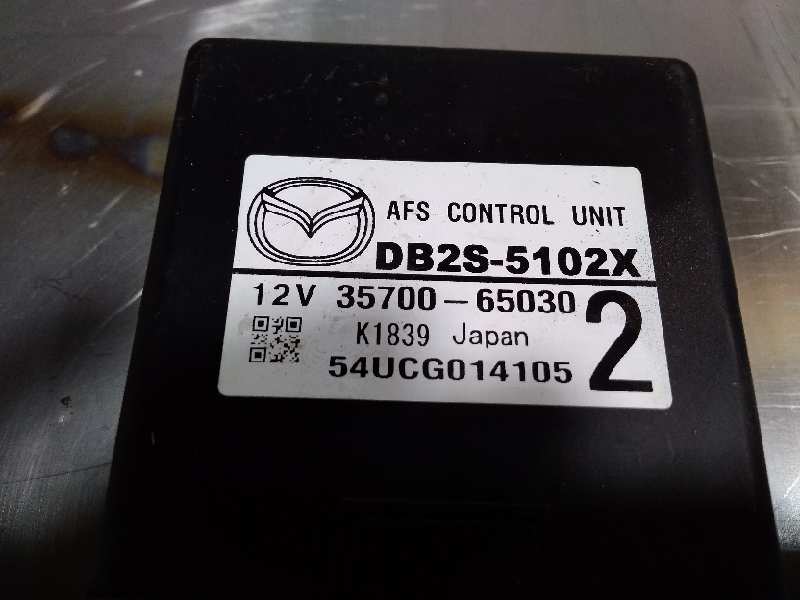 AFS CONTROL UNIT
DB2S-5102X
12V 35700-65030
K1839 Japan
54UCG014105
2